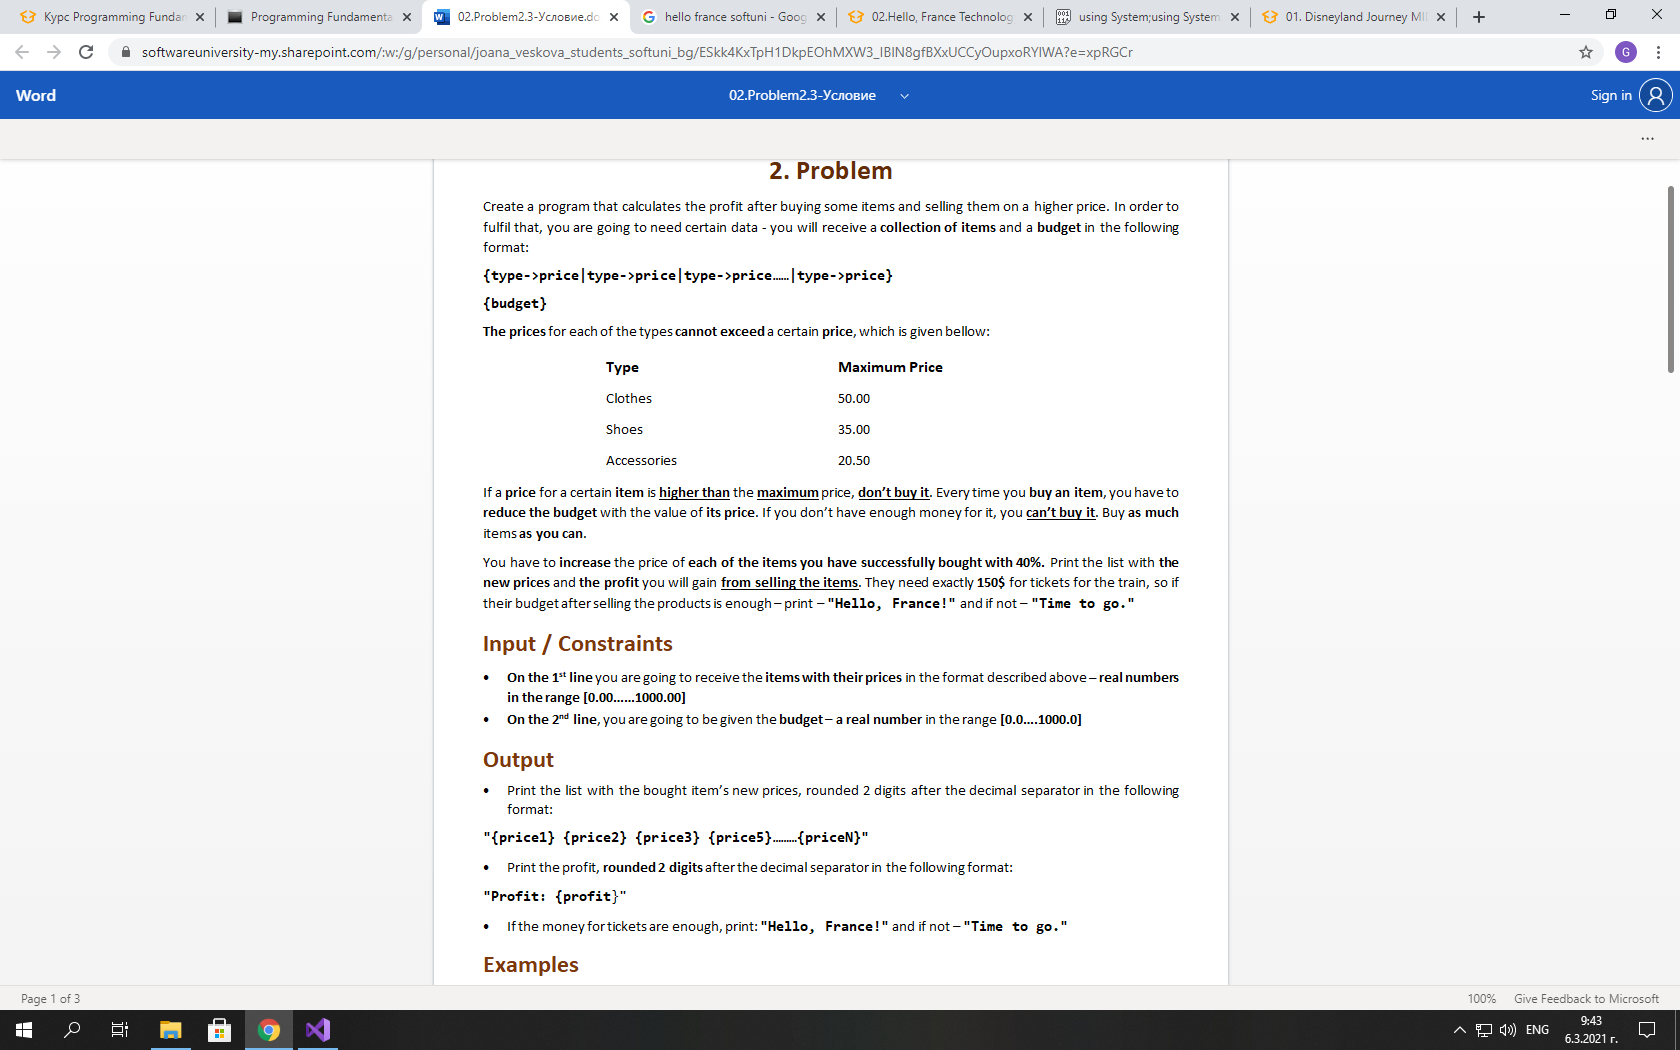 Курс Programming Fundar
Programming Fundamenta
02.Problem2.3-Условие.do
hello france softuni - Goog
02.Hello, France Technolog
using System;using System.
01. Disneyland Journey MI
softwareuniversity-my.sharepoint.com/:w:/g/personal/joana_veskova_students_softuni_bg/ESkk4KxTpH1DkpEOhMXW3_IBIN8gfBXxUCCyOupxoRYlWA?e=xpRGCr
G
Word
02.Problem2.3-Условие
Sign in
2. Problem
Create a program that calculates the profit after buying some items and selling them on a higher price. In order to
fulfil that, you are going to need certain data - you will receive a collection of items and a budget in the following
format:
{type->price|type->price|type->price……|type->price}
{budget}
The prices for each of the types cannot exceed a certain price, which is given bellow:
Type Maximum Price
Clothes 50.00
Shoes 35.00
Accessories 20.50
If a price for a certain item is higher than the maximum price, don’t buy it. Every time you buy an item, you have to
reduce the budget with the value of its price. If you don’t have enough money for it, you can’t buy it. Buy as much
items as you can.
You have to increase the price of each of the items you have successfully bought with 40%. Print the list with the
new prices and the profit you will gain from selling the items. They need exactly 150$ for tickets for the train, so if
their budget after selling the products is enough – print – "Hello, France!" and if not – "Time to go."
Input / Constraints
• On the 1st line you are going to receive the items with their prices in the format described above – real numbers
in the range [0.00……1000.00]
• On the 2nd line, you are going to be given the budget – a real number in the range [0.0….1000.0]
Output
• Print the list with the bought item’s new prices, rounded 2 digits after the decimal separator in the following
format:
"{price1} {price2} {price3} {price5}………{priceN}"
• Print the profit, rounded 2 digits after the decimal separator in the following format:
"Profit: {profit}"
• If the money for tickets are enough, print: "Hello, France!" and if not – "Time to go."
Examples
Page 1 of 3
100% Give Feedback to Microsoft
ENG
9:43
6.3.2021 г.